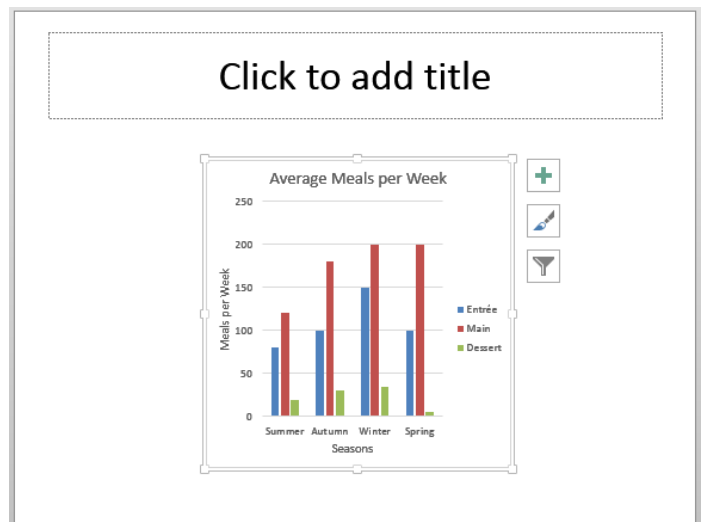 Click to add title
Average Meals per Week
250
200
150
100
50
0
Meals per Week
Summer Autumn Winter Spring
Seasons
Entrée
Main
Dessert